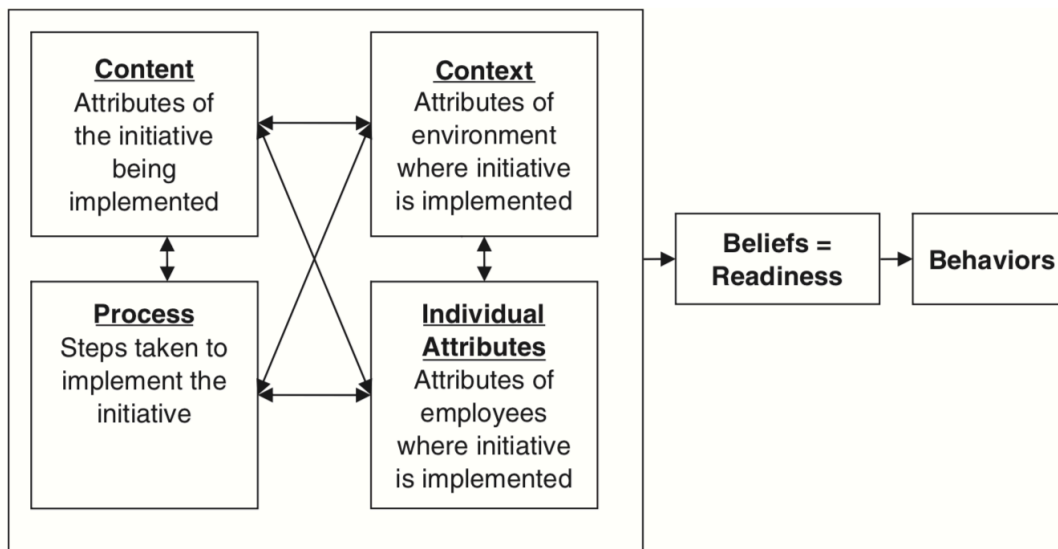 Content
Attributes of
the initiative
being
implemented
Context
Attributes of
environment
where initiative
is implemented
Process
Steps taken to
implement the
initiative
Individual
Attributes
Attributes of
employees
where initiative
is implemented
Beliefs =
Readiness
Behaviors